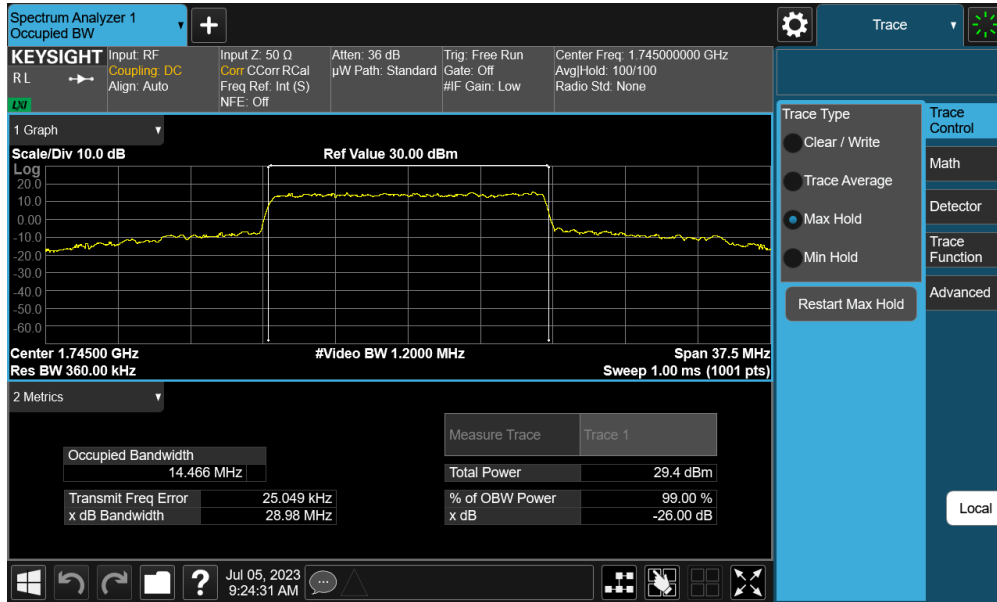 Spectrum Analyzer 1
Occupied BW
+
Trace
KEYSIGHT
R L
LXI
Input: RF
Coupling: DC
Align: Auto
Input Z: 50 Ω
Corr CCorr RCal
Freq Ref: Int (S)
NFE: Off
Atten: 36 dB
µW Path: Standard
Trig: Free Run
Gate: Off
#IF Gain: Low
Center Freq: 1.745000000 GHz
Avg|Hold: 100/100
Radio Std: None
1 Graph
Scale/Div 10.0 dB
Ref Value 30.00 dBm
Log
20.0
10.0
0.00
-10.0
-20.0
-30.0
-40.0
-50.0
-60.0
Center 1.74500 GHz
#Video BW 1.2000 MHz
Span 37.5 MHz
Res BW 360.00 kHz
Sweep 1.00 ms (1001 pts)
2 Metrics
Measure Trace
Trace 1
Occupied Bandwidth
14.466 MHz
Total Power
29.4 dBm
Transmit Freq Error
25.049 kHz
% of OBW Power
99.00 %
x dB Bandwidth
28.98 MHz
x dB
-26.00 dB
Trace Type
Clear / Write
Trace Average
Max Hold
Min Hold
Restart Max Hold
Trace
Control
Math
Detector
Trace
Function
Advanced
Local
?
Jul 05, 2023
9:24:31 AM